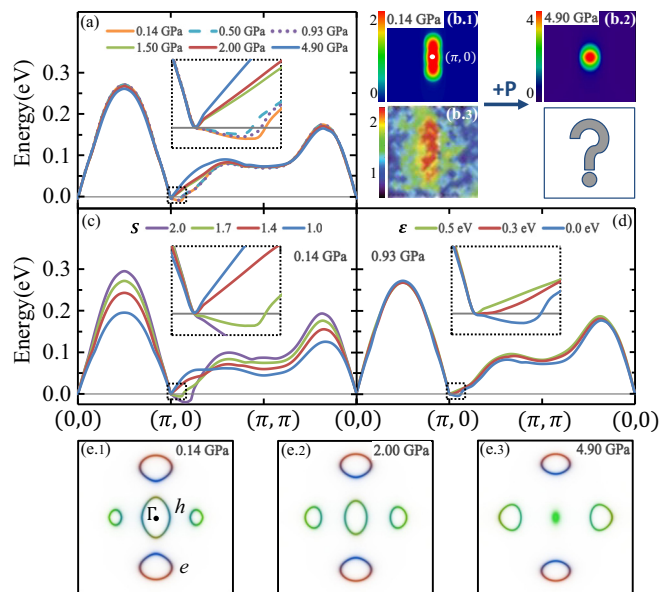 (a)
0.14 GPa 0.50 GPa 0.93 GPa
1.50 GPa 2.00 GPa 4.90 GPa
Energy(eV)
0.3
0.2
0.1
0.0
2
1
0
0.14 GPa
(b.1)
(π, 0)
+P
4
2
0
4.90 GPa
(b.2)
2
1
(b.3)
?
(c)
s
2.0 1.7 1.4 1.0
0.14 GPa
Energy(eV)
0.3
0.2
0.1
0.0
(d)
ε
0.5 eV 0.3 eV 0.0 eV
0.93 GPa
(0,0) (π, 0) (π, π) (0,0) (π, 0) (π, π) (0,0)
(e.1) 0.14 GPa
Γ
h
e
(e.2) 2.00 GPa
(e.3) 4.90 GPa